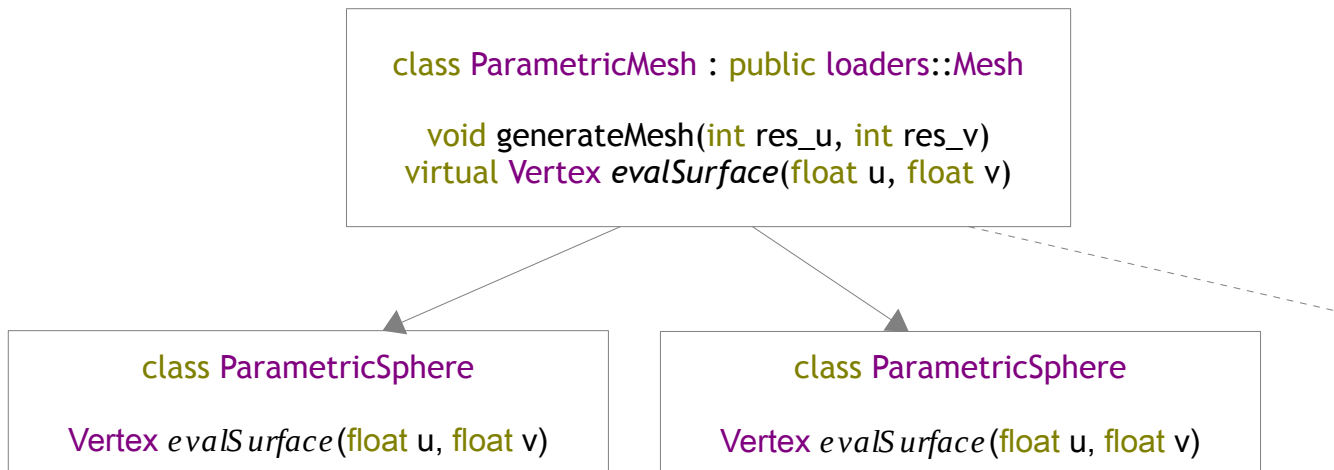 class ParametricMesh : public loaders::Mesh
void generateMesh(int res_u, int res_v)
virtual Vertex evalSurface(float u, float v)
class ParametricSphere
Vertex evalSurface(float u, float v)
class ParametricSphere
Vertex evalSurface(float u, float v)